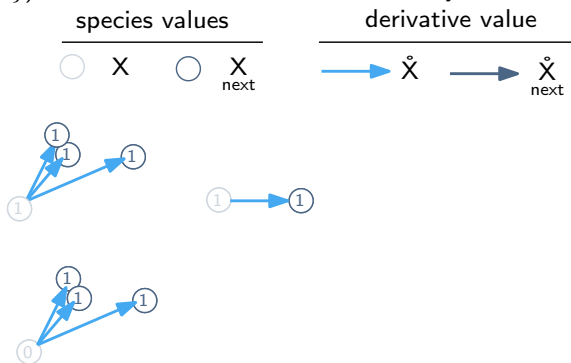 species values
derivative value
X X X̊ X̊
next next
1
1 1
1 1 1
1
1 1
0